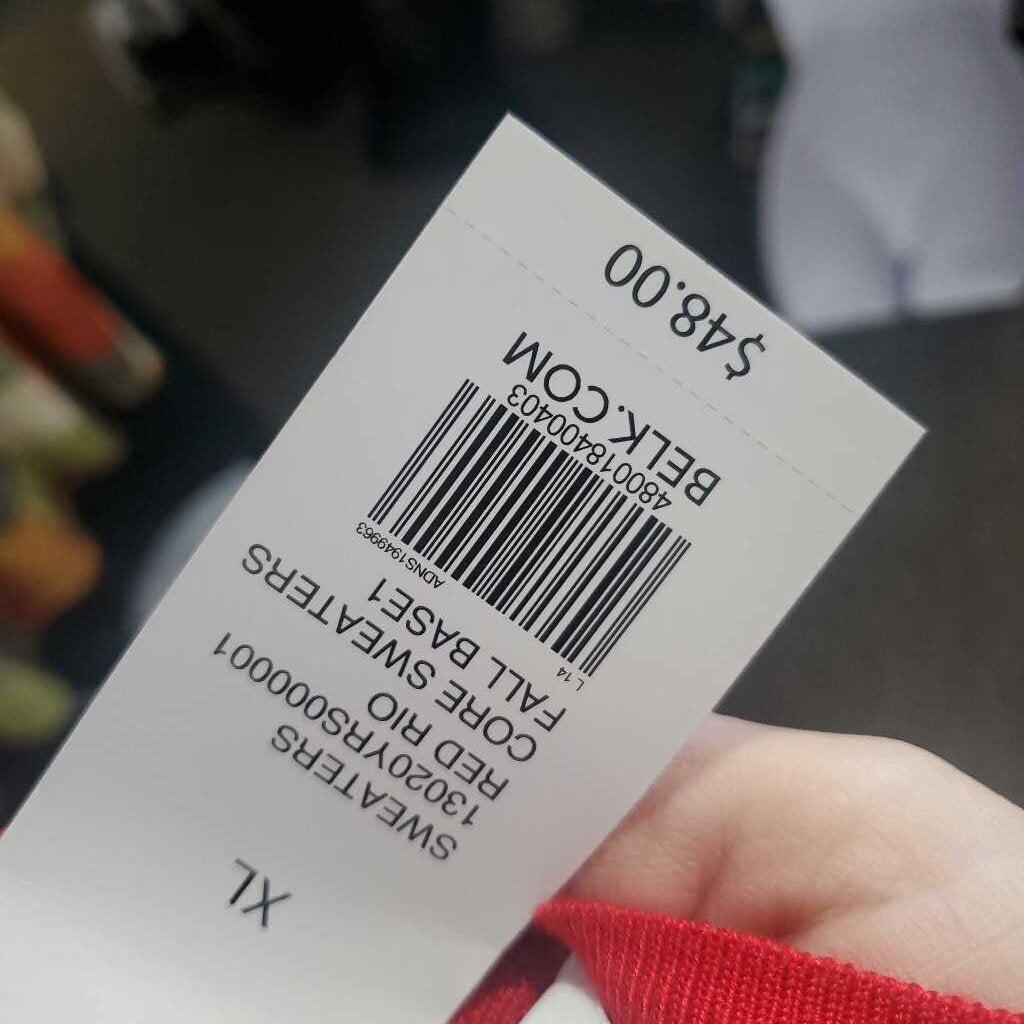 XL
SWEATERS
13020YRS000001
RED RIO
CORE SWEATERS
FALL BASE1
L 14
ADNS1949963
480018400403
BELK.COM
$48.00